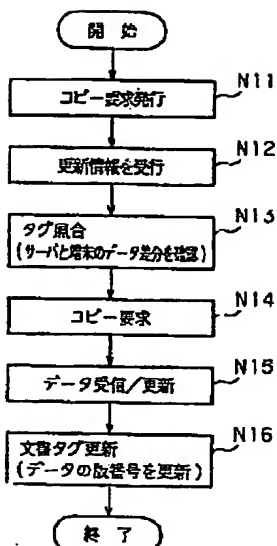 開 始
N11
コピー要求発行
N12
更新情報を受行
N13
タグ照合
(サーバと端末のデータ差分を確認)
N14
コピー要求
N15
データ受信/更新
N16
文書タグ更新
(データの版番号を更新)
終 了